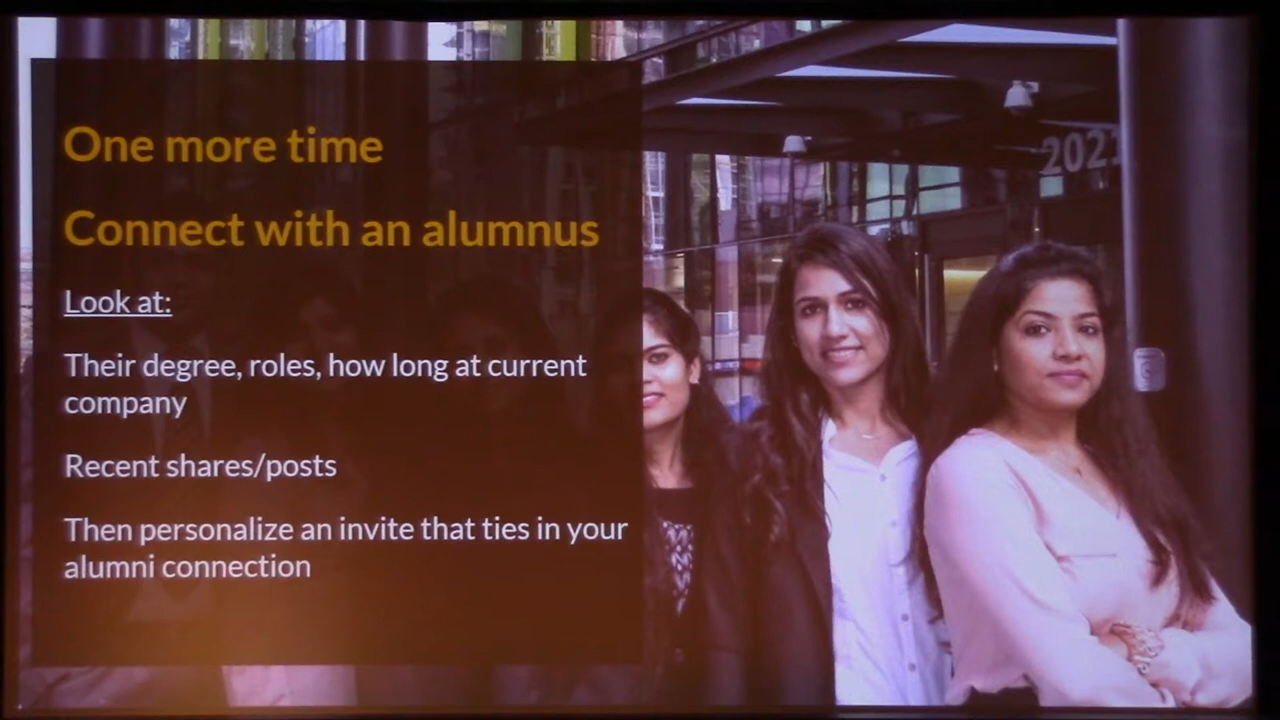 One more time
Connect with an alumnus
Look at:
Their degree, roles, how long at current
company
Recent shares/posts
Then personalize an invite that ties in your
alumni connection
2021